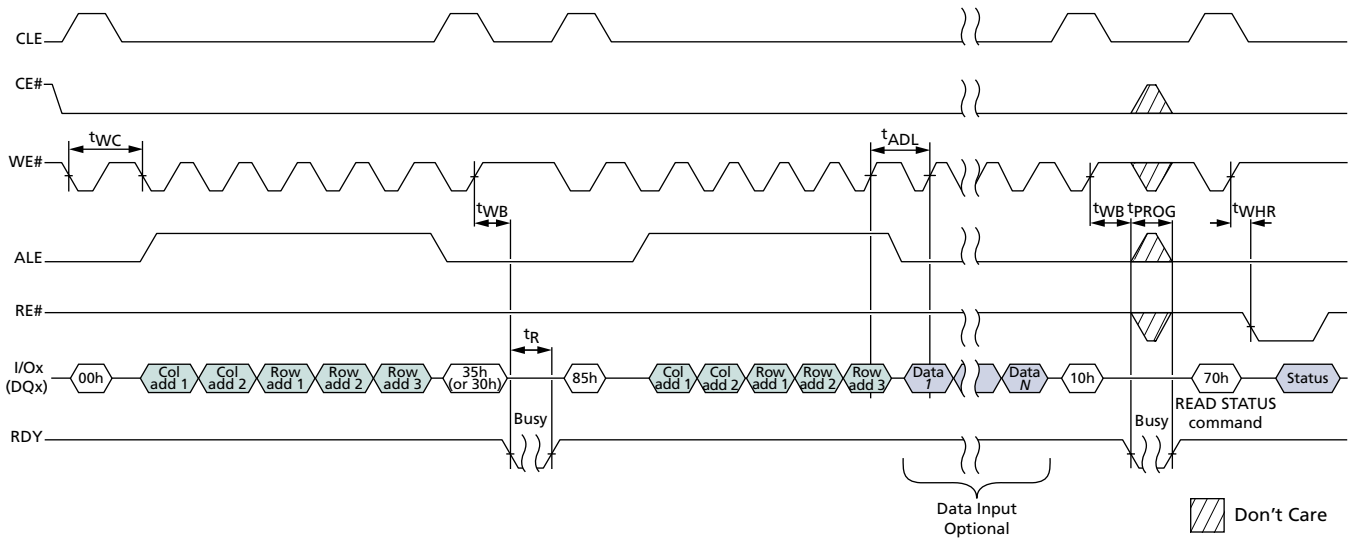 CLE
CE#
tWC
tADL
WE#
tWB
tWB
tPROG
tWHR
ALE
RE#
tR
I/Ox
(DQx)
00h
Col
add 1
Col
add 2
Row
add 1
Row
add 2
Row
add 3
35h
(or 30h)
85h
Col
add 1
Col
add 2
Row
add 1
Row
add 2
Row
add 3
Data
1
Data
N
10h
70h
Status
READ STATUS
command
Busy
Busy
RDY
Data Input
Optional
Don't Care